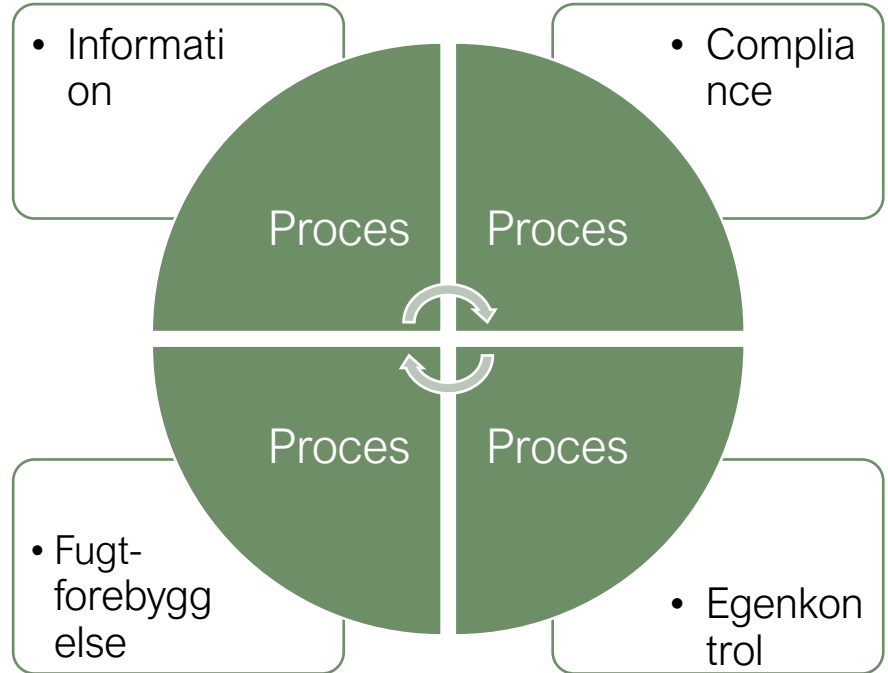 • Informati
on
• Complia
nce
Proces
Proces
Proces
Proces
• Fugt-
forebygg
else
• Egenkon
trol